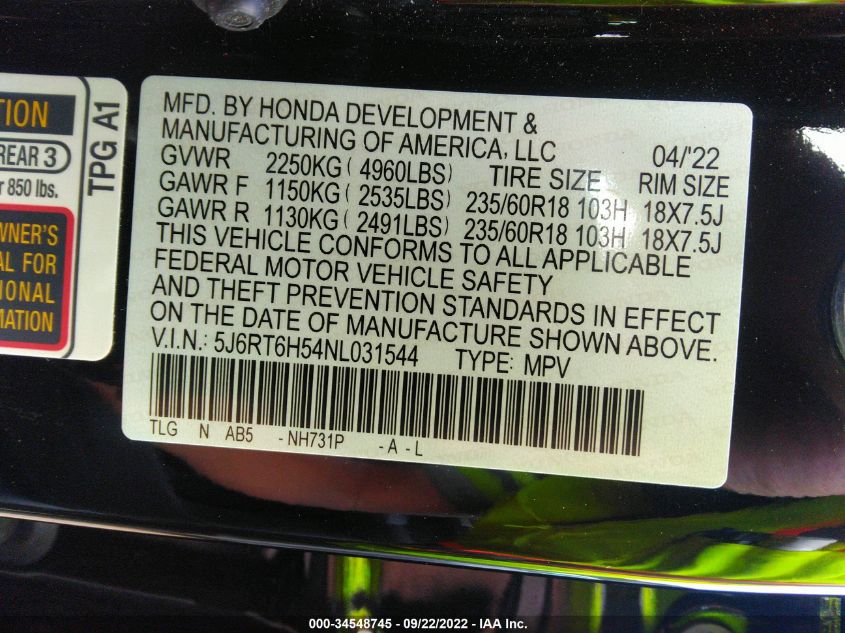 TION
REAR 3
r 850 lbs.
TPG A1
WNER'S
AL FOR
IONAL
MATION
MFD. BY HONDA DEVELOPMENT &
MANUFACTURING OF AMERICA, LLC 04/'22
GVWR 2250KG ( 4960LBS) TIRE SIZE RIM SIZE
GAWR F 1150KG ( 2535LBS) 235/60R18 103H 18X7.5J
GAWR R 1130KG ( 2491LBS) 235/60R18 103H 18X7.5J
THIS VEHICLE CONFORMS TO ALL APPLICABLE
FEDERAL MOTOR VEHICLE SAFETY
AND THEFT PREVENTION STANDARDS IN EFFECT
ON THE DATE OF MANUFACTURE SHOWN ABOVE.
V.I.N.: 5J6RT6H54NL031544 TYPE: MPV
TLG N AB5 - NH731P - A - L
000-34548745 - 09/22/2022 - IAA Inc.